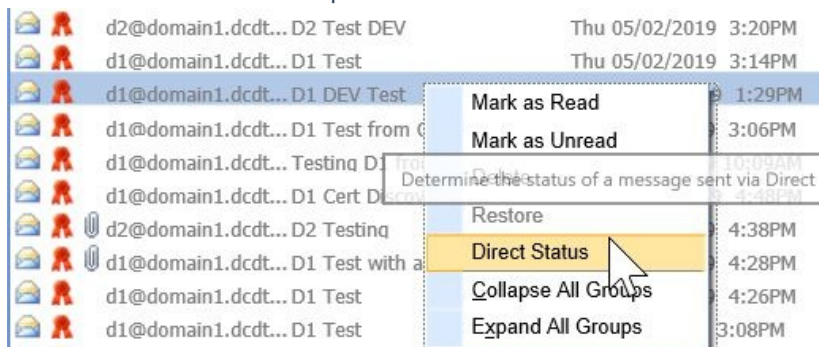 d2@domain1.dcdt... D2 Test DEV Thu 05/02/2019 3:20PM
d1@domain1.dcdt... D1 Test Thu 05/02/2019 3:14PM
d1@domain1.dcdt... D1 DEV Test 1:29PM
Mark as Read
d1@domain1.dcdt... D1 Test from 3:06PM
Mark as Unread
d1@domain1.dcdt... Testing D1 10:09AM
Determine the status of a message sent via Direct
d1@domain1.dcdt... D1 Cert 4:48PM
Restore
d2@domain1.dcdt... D2 Testing 4:38PM
Direct Status
d1@domain1.dcdt... D1 Test with a 4:28PM
Collapse All Groups
d1@domain1.dcdt... D1 Test 4:26PM
Expand All Groups
d1@domain1.dcdt... D1 Test 3:08PM